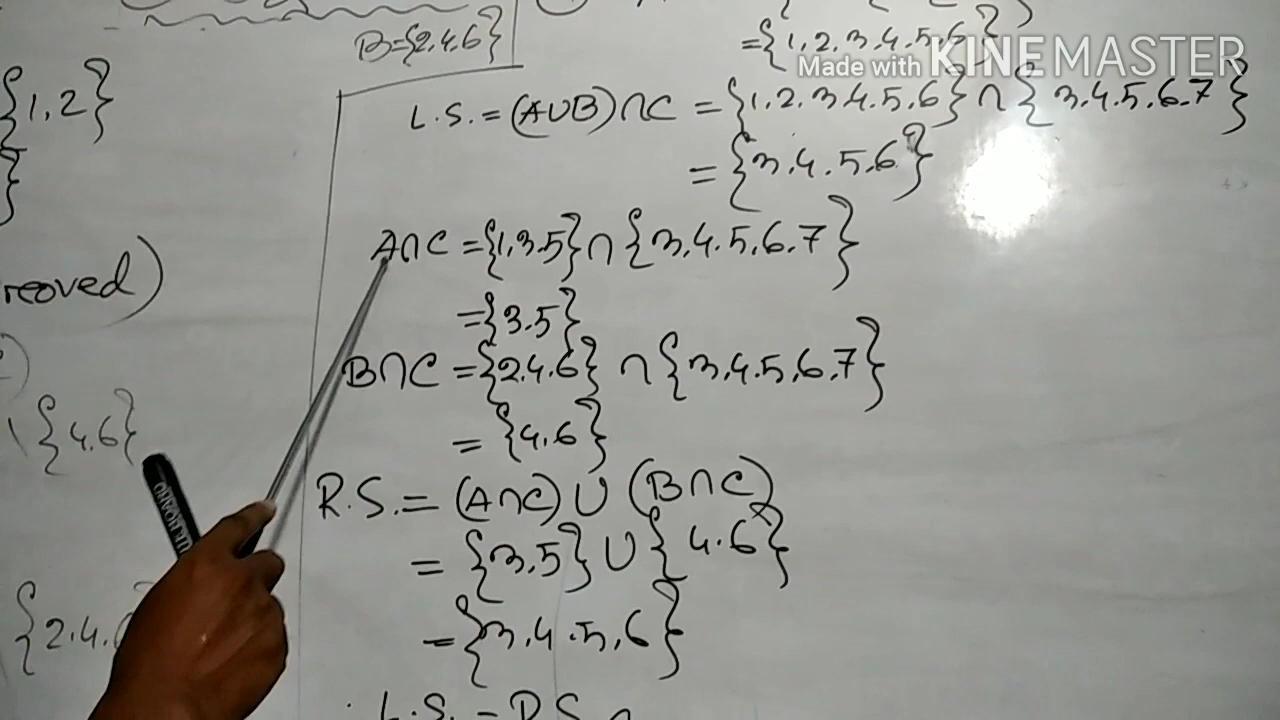 B={2.4.6}
={1,2,3,4,5,6}
Made with KINEMASTER
{1,2}
}
L.S.=(A∪B)∩C ={1,2,3,4,5,6}∩{3,4,5,6,7}
={3,4,5,6}
A∩C={1,3.5}∩{3,4,5,6,7}
={3.5}
B∩C={2.4.6}∩{3,4.5,6,7}
={4,6}
{4.6}
R.S.=(A∩C)∪(B∩C)
={3,5}∪{4.6}
={3,4.5,6}
{2.4.
L.S.=R.S.